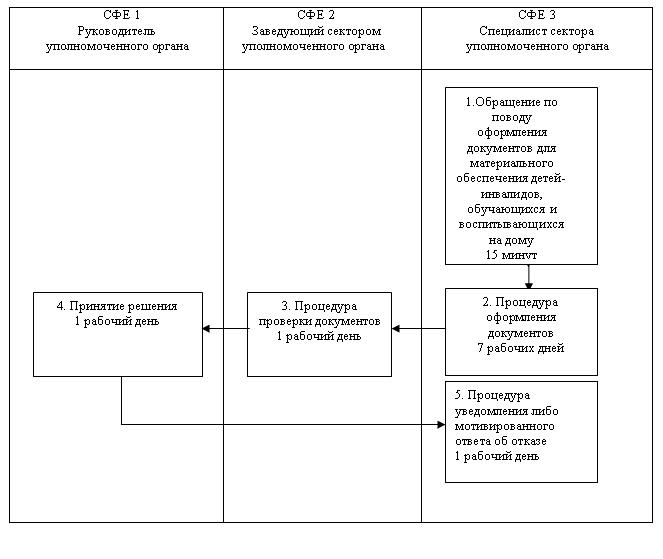 СФЕ 1
Руководитель
уполномоченного органа
СФЕ 2
Заведующий сектором
уполномоченного органа
СФЕ 3
Специалист сектора
уполномоченного органа
1.Обращение по
поводу
оформления
документов для
материального
обеспечения детей-
инвалидов,
обучающихся и
воспитывающихся
на дому
15 минут
4. Принятие решения
1 рабочий день
3. Процедура
проверки документов
1 рабочий день
2. Процедура
оформления
документов
7 рабочих дней
5. Процедура
уведомления либо
мотивированного
ответа об отказе
1 рабочий день